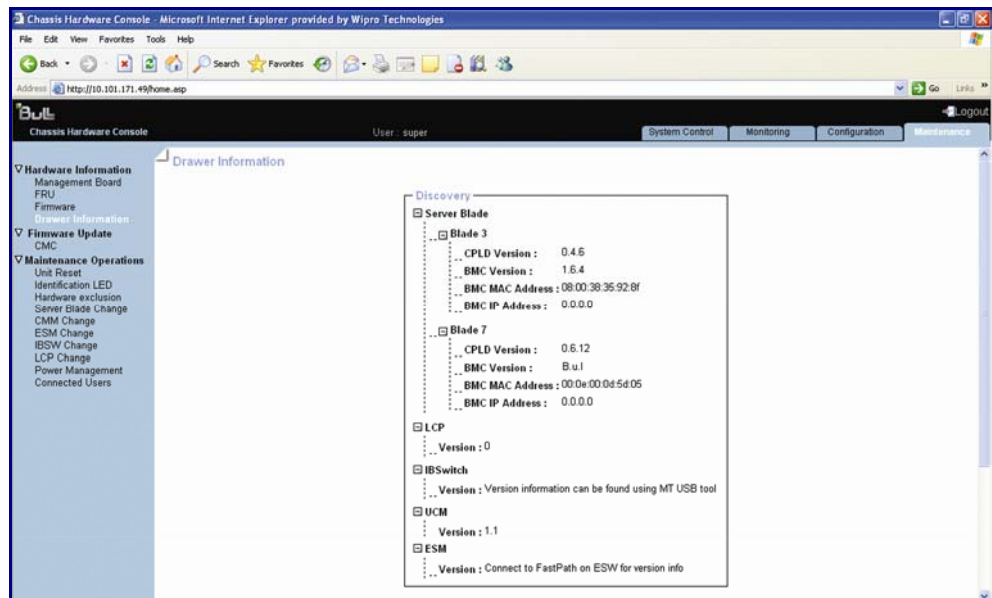 Chassis Hardware Console - Microsoft Internet Explorer provided by Wipro Technologies
File Edit View Favorites Tools Help
Back Search Favorites
Address http://10.101.171.49/home.asp Go Links »
Bull Logout
Chassis Hardware Console User : super System Control Monitoring Configuration Maintenance
Drawer Information
Hardware Information
Management Board
FRU
Firmware
Drawer Information
Firmware Update
CMC
Maintenance Operations
Unit Reset
Identification LED
Hardware exclusion
Server Blade Change
CMM Change
ESM Change
IBSW Change
LCP Change
Power Management
Connected Users
Discovery
Server Blade
Blade 3
CPLD Version : 0.4.6
BMC Version : 1.6.4
BMC MAC Address : 08:00:38:35:92:8f
BMC IP Address : 0.0.0.0
Blade 7
CPLD Version : 0.6.12
BMC Version : B.u.l
BMC MAC Address : 00:0e:00:0d:5d:05
BMC IP Address : 0.0.0.0
LCP
Version : 0
IBSwitch
Version : Version information can be found using MT USB tool
UCM
Version : 1.1
ESM
Version : Connect to FastPath on ESW for version info